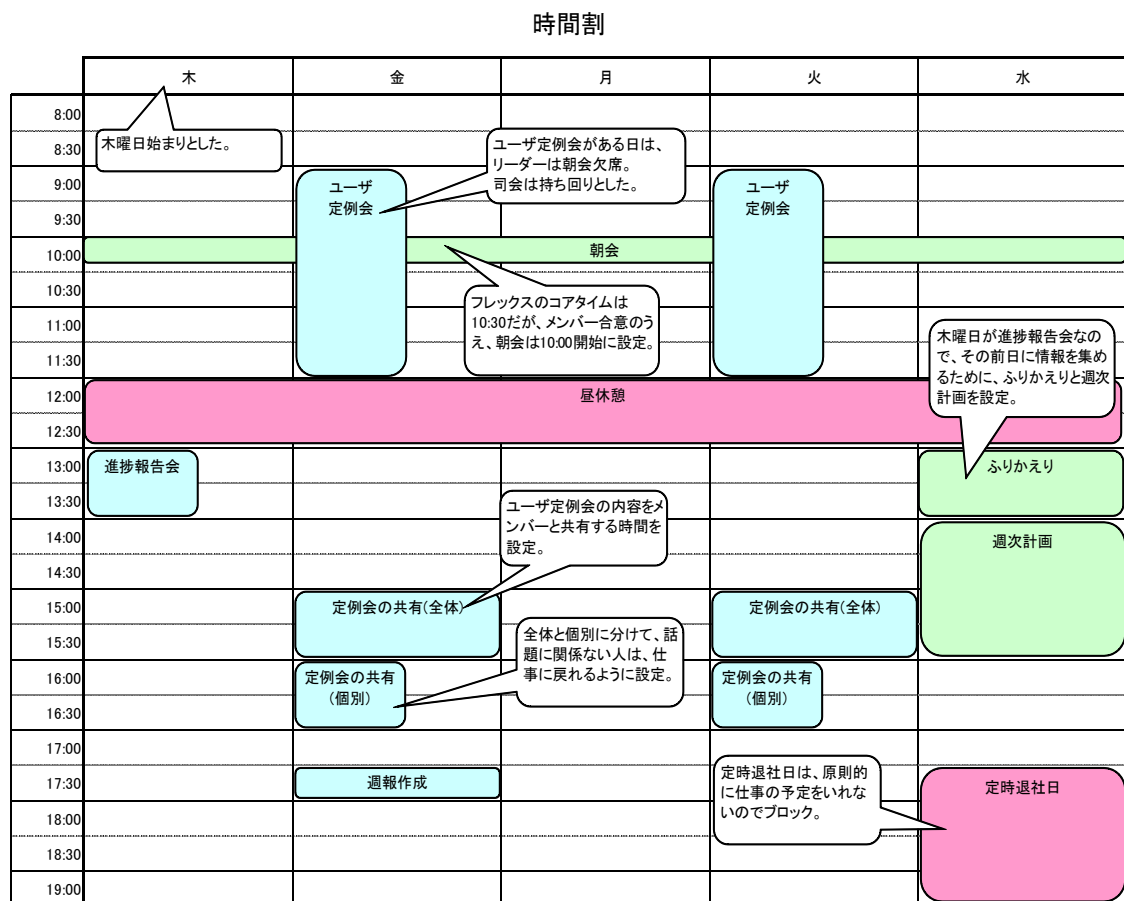 時間割
木
金
月
火
水
8:00
8:30
9:00
9:30
10:00
10:30
11:00
11:30
12:00
12:30
13:00
13:30
14:00
14:30
15:00
15:30
16:00
16:30
17:00
17:30
18:00
18:30
19:00
木曜日始まりとした。
ユーザ定例会がある日は、
リーダーは朝会欠席。
司会は持ち回りとした。
ユーザ
定例会
ユーザ
定例会
朝会
フレックスのコアタイムは
10:30だが、メンバー合意のう
え、朝会は10:00開始に設定。
木曜日が進捗報告会なの
で、その前日に情報を集め
るために、ふりかえりと週次
計画を設定。
昼休憩
進捗報告会
ふりかえり
ユーザ定例会の内容をメ
ンバーと共有する時間を
設定。
週次計画
定例会の共有(全体)
定例会の共有(全体)
全体と個別に分けて、話
題に関係ない人は、仕
事に戻れるように設定。
定例会の共有
(個別)
定例会の共有
(個別)
週報作成
定時退社日は、原則的
に仕事の予定をいれな
いのでブロック。
定時退社日